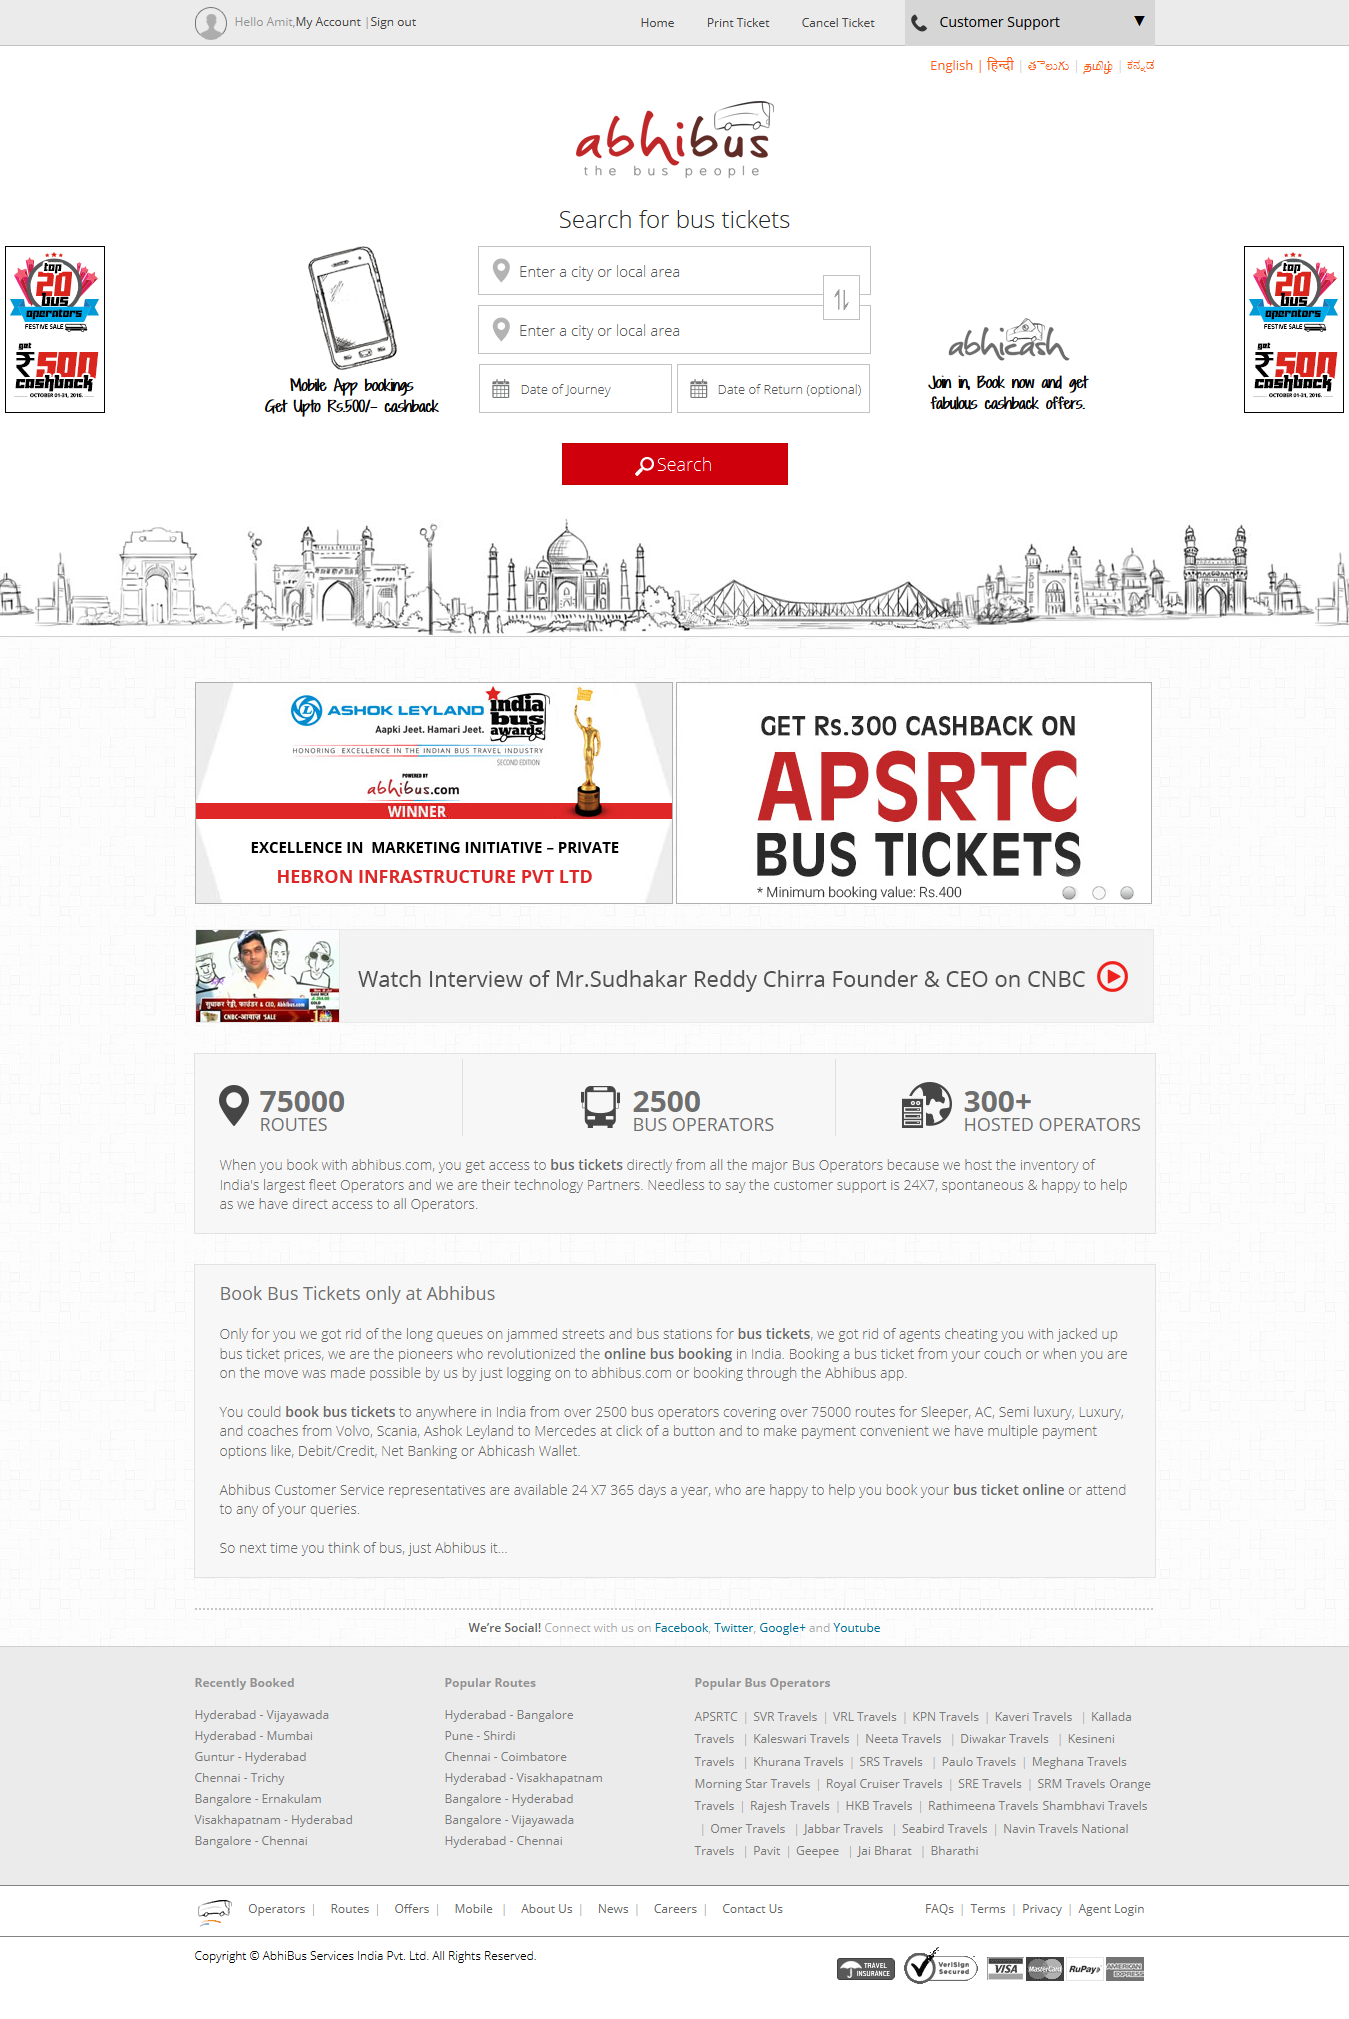 Hello Amit,My Account |Sign out
Home
Print Ticket
Cancel Ticket
Customer Support ▼
English | हिन्दी | తెలుగు | தமிழ் | ಕನ್ನಡ
abhibus
the bus people
Search for bus tickets
top
20
bus
operators
FESTIVE SALE
get
₹500
cashback
OCTOBER 01-31, 2016.
Mobile App bookings
Get Upto Rs.500/- cashback
Enter a city or local area
Enter a city or local area
Date of Journey
Date of Return (optional)
Search
abhicash
Join in, Book now and get
fabulous cashback offers.
top
20
bus
operators
FESTIVE SALE
get
₹500
cashback
OCTOBER 01-31, 2016.
ASHOK LEYLAND
Aapki Jeet. Hamari Jeet.
india
bus
awards
HONORING EXCELLENCE IN THE INDIAN BUS TRAVEL INDUSTRY
SECOND EDITION
POWERED BY
abhibus.com
WINNER
EXCELLENCE IN MARKETING INITIATIVE – PRIVATE
HEBRON INFRASTRUCTURE PVT LTD
GET Rs.300 CASHBACK ON
APSRTC
BUS TICKETS
* Minimum booking value: Rs.400
सुधाकर रेड्डी, फाउंडर & CEO, Abhibus.com
CNBC-आवाज़ SALE
GOLD
Watch Interview of Mr.Sudhakar Reddy Chirra Founder & CEO on CNBC
75000
ROUTES
2500
BUS OPERATORS
300+
HOSTED OPERATORS
When you book with abhibus.com, you get access to bus tickets directly from all the major Bus Operators because we host the inventory of
India's largest fleet Operators and we are their technology Partners. Needless to say the customer support is 24X7, spontaneous & happy to help
as we have direct access to all Operators.
Book Bus Tickets only at Abhibus
Only for you we got rid of the long queues on jammed streets and bus stations for bus tickets, we got rid of agents cheating you with jacked up
bus ticket prices, we are the pioneers who revolutionized the online bus booking in India. Booking a bus ticket from your couch or when you are
on the move was made possible by us by just logging on to abhibus.com or booking through the Abhibus app.
You could book bus tickets to anywhere in India from over 2500 bus operators covering over 75000 routes for Sleeper, AC, Semi luxury, Luxury,
and coaches from Volvo, Scania, Ashok Leyland to Mercedes at click of a button and to make payment convenient we have multiple payment
options like, Debit/Credit, Net Banking or Abhicash Wallet.
Abhibus Customer Service representatives are available 24 X7 365 days a year, who are happy to help you book your bus ticket online or attend
to any of your queries.
So next time you think of bus, just Abhibus it...
We're Social! Connect with us on Facebook, Twitter, Google+ and Youtube
Recently Booked
Hyderabad - Vijayawada
Hyderabad - Mumbai
Guntur - Hyderabad
Chennai - Trichy
Bangalore - Ernakulam
Visakhapatnam - Hyderabad
Bangalore - Chennai
Popular Routes
Hyderabad - Bangalore
Pune - Shirdi
Chennai - Coimbatore
Hyderabad - Visakhapatnam
Bangalore - Hyderabad
Bangalore - Vijayawada
Hyderabad - Chennai
Popular Bus Operators
APSRTC | SVR Travels | VRL Travels | KPN Travels | Kaveri Travels | Kallada
Travels | Kaleswari Travels | Neeta Travels | Diwakar Travels | Kesineni
Travels | Khurana Travels | SRS Travels | Paulo Travels | Meghana Travels
Morning Star Travels | Royal Cruiser Travels | SRE Travels | SRM Travels Orange
Travels | Rajesh Travels | HKB Travels | Rathimeena Travels Shambhavi Travels
| Omer Travels | Jabbar Travels | Seabird Travels | Navin Travels National
Travels | Pavit | Geepee | Jai Bharat | Bharathi
Operators | Routes | Offers | Mobile | About Us | News | Careers | Contact Us
FAQs | Terms | Privacy | Agent Login
Copyright © AbhiBus Services India Pvt. Ltd. All Rights Reserved.
TRAVEL
INSURANCE
VeriSign
Secured
VISA
MasterCard
RuPay
AMERICAN
EXPRESS